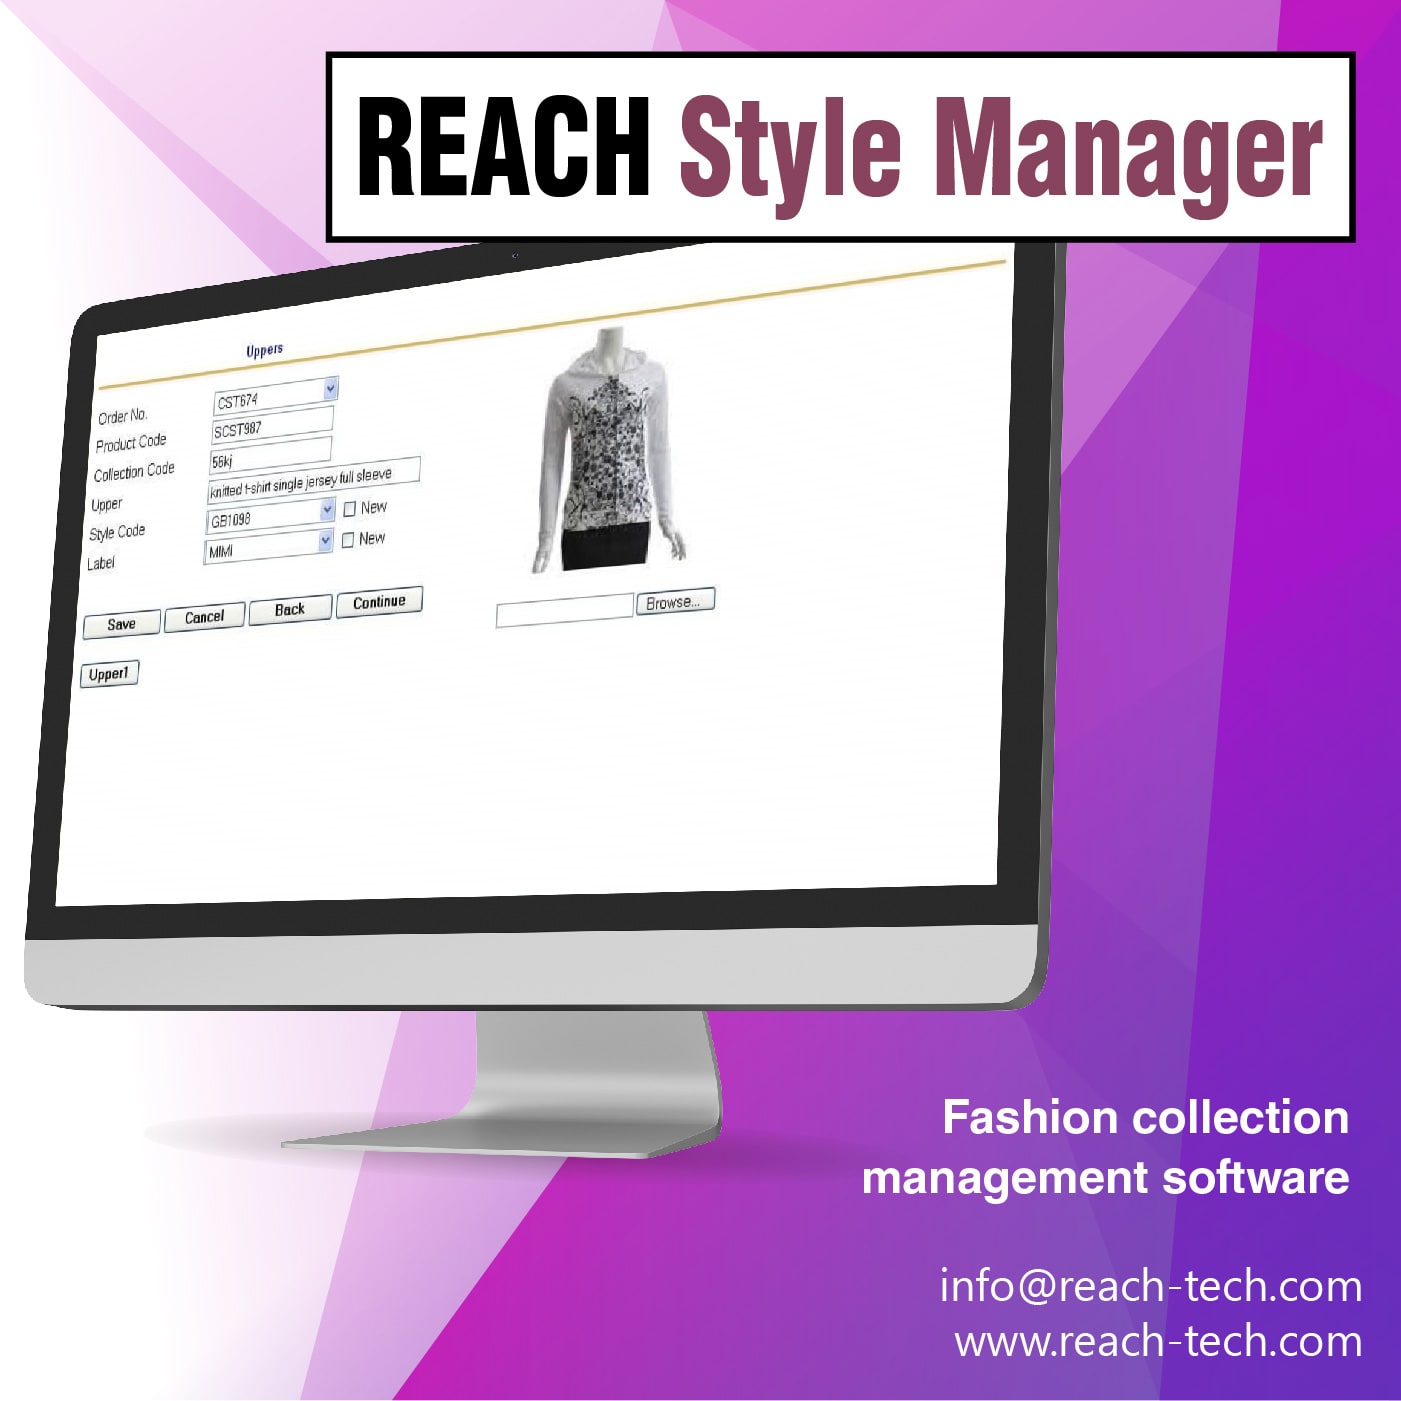 REACH Style Manager
Uppers
Order No. CST674
Product Code SCST987
Collection Code 56kj
Upper knitted t-shirt single jersey full sleeve
Style Code GB1098 New
Label MIMI New
Save Cancel Back Continue
Browse...
Upper1
Fashion collection
management software
info@reach-tech.com
www.reach-tech.com